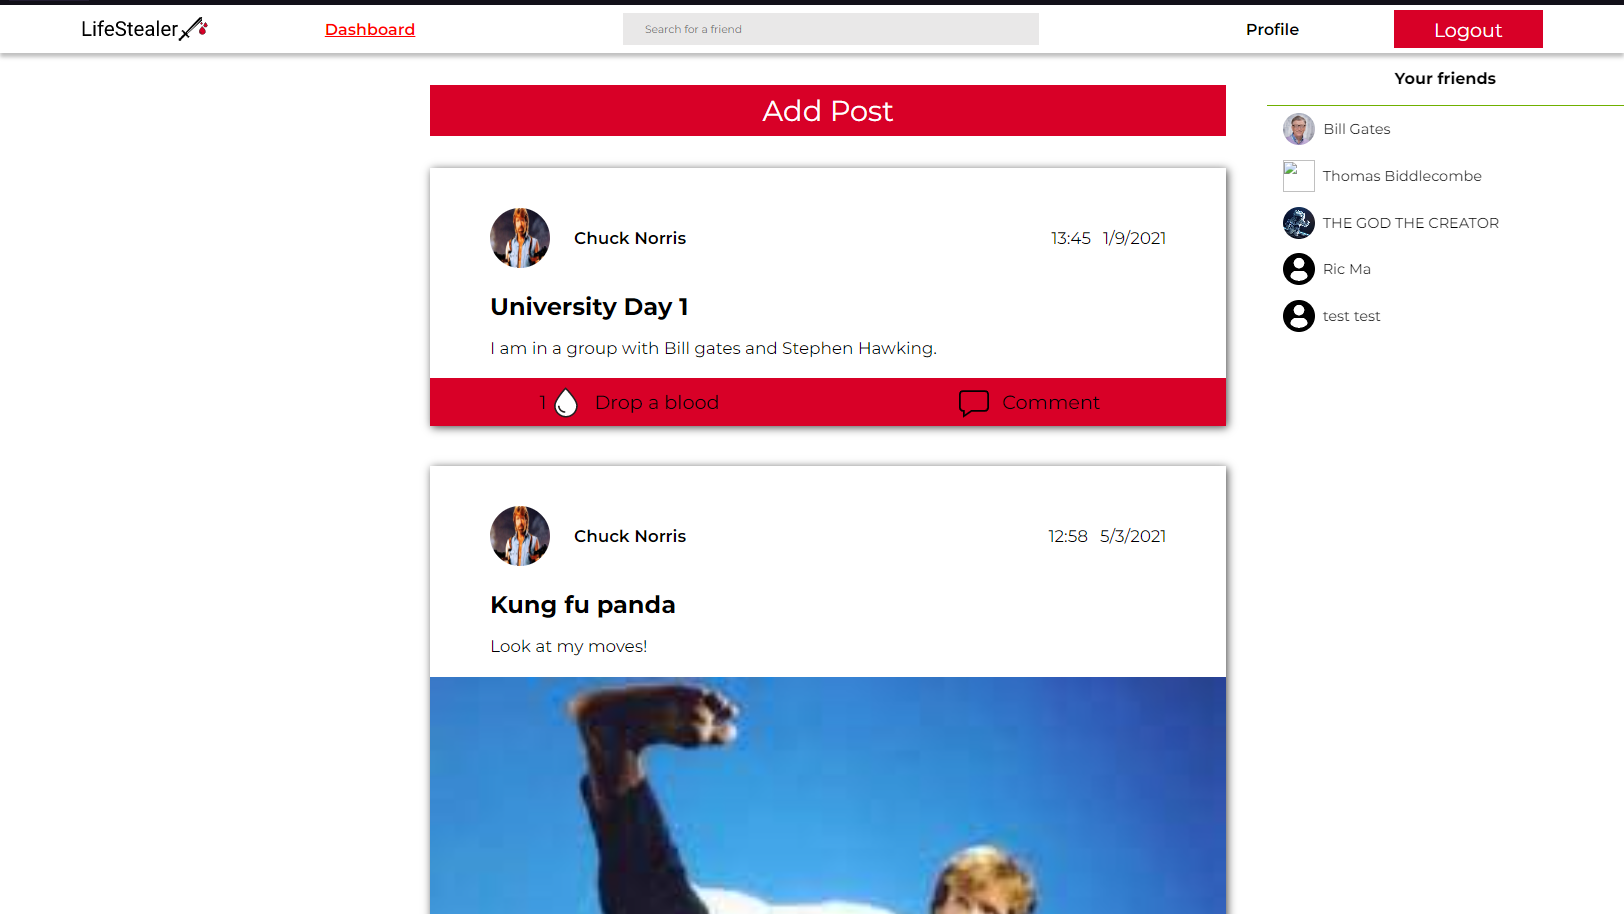 LifeStealer
Dashboard
Search for a friend
Profile
Logout
Your friends
Bill Gates
Thomas Biddlecombe
THE GOD THE CREATOR
Ric Ma
test test
Add Post
Chuck Norris
13:45 1/9/2021
University Day 1
I am in a group with Bill gates and Stephen Hawking.
1 Drop a blood
Comment
Chuck Norris
12:58 5/3/2021
Kung fu panda
Look at my moves!